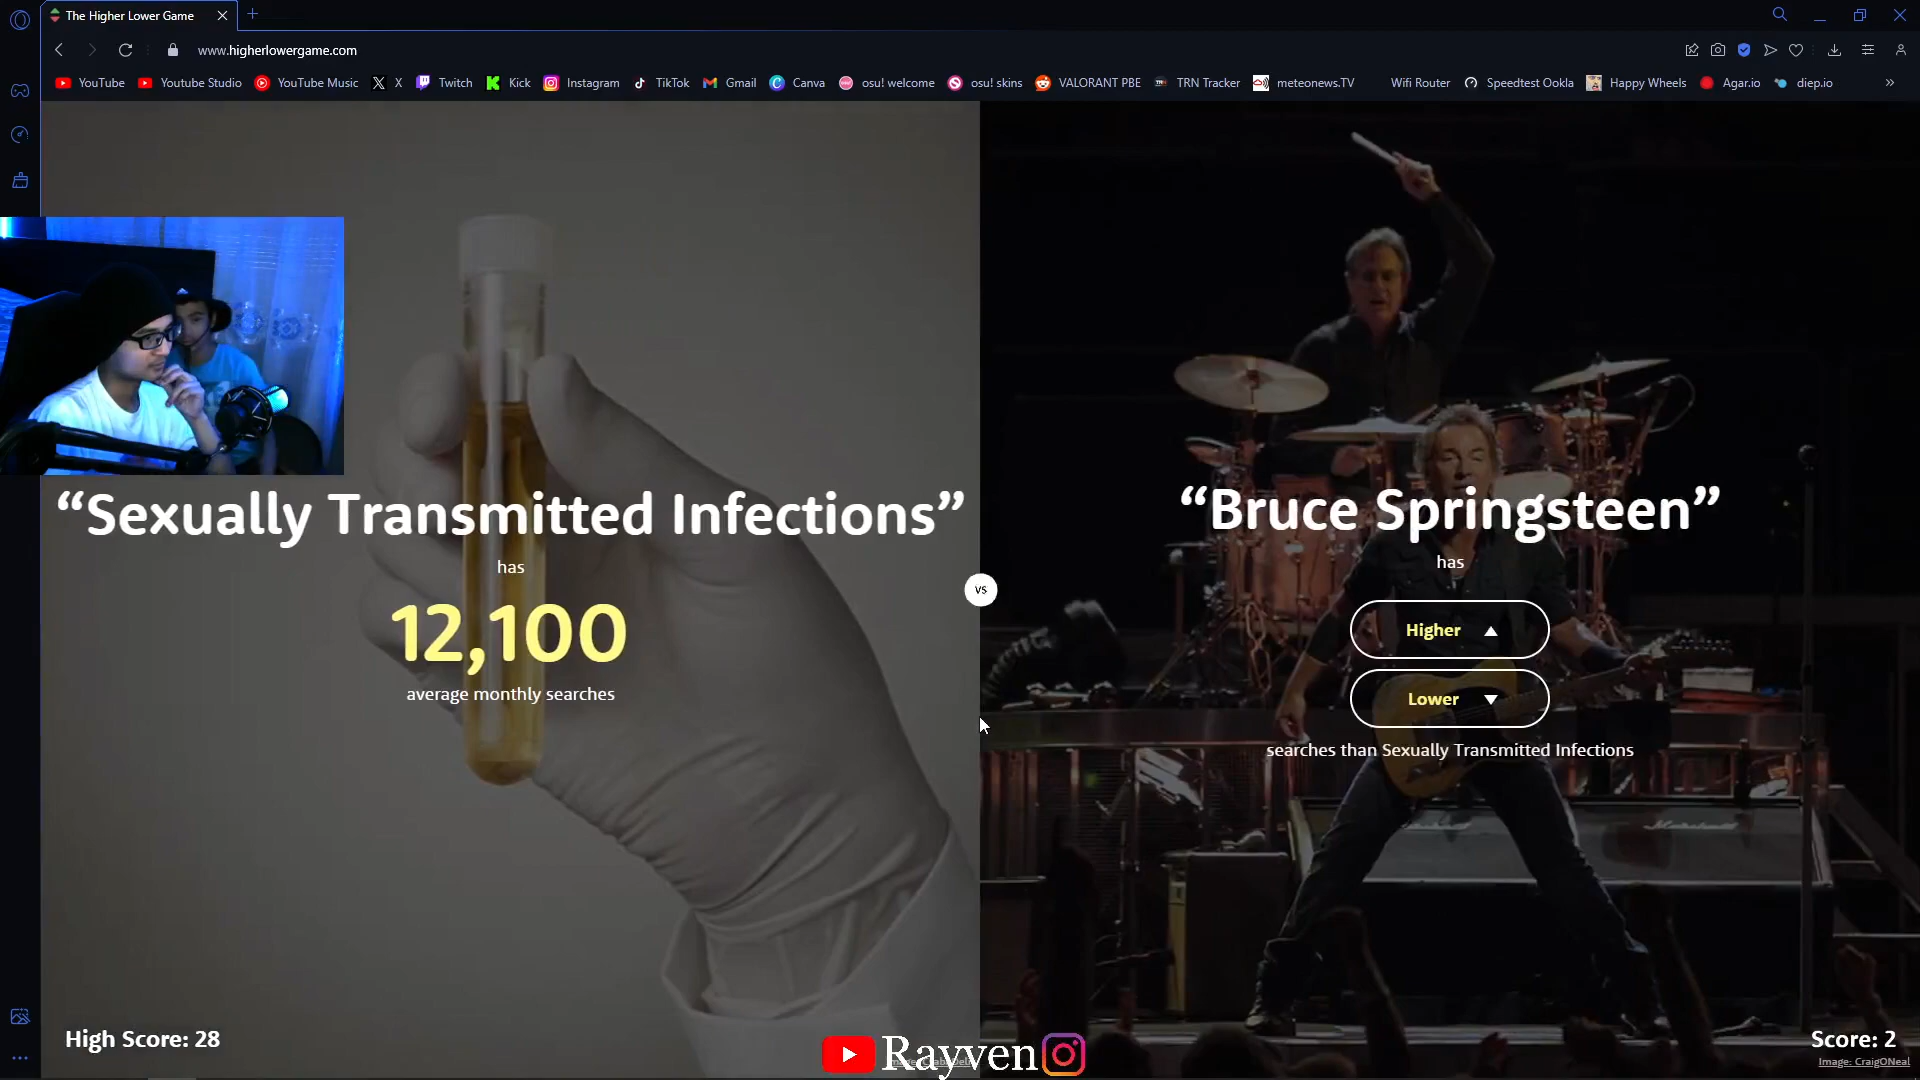 The Higher Lower Game
www.higherlowergame.com
YouTube
Youtube Studio
YouTube Music
X
Twitch
Kick
Instagram
TikTok
Gmail
Canva
osu! welcome
osu! skins
VALORANT PBE
TRN Tracker
meteonews.TV
Wifi Router
Speedtest Ookla
Happy Wheels
Agar.io
diep.io
“Sexually Transmitted Infections”
has
12,100
average monthly searches
VS
“Bruce Springsteen”
has
Higher
Lower
searches than Sexually Transmitted Infections
Marshall
High Score: 28
Rayven
Score: 2
Image: CraigONeal